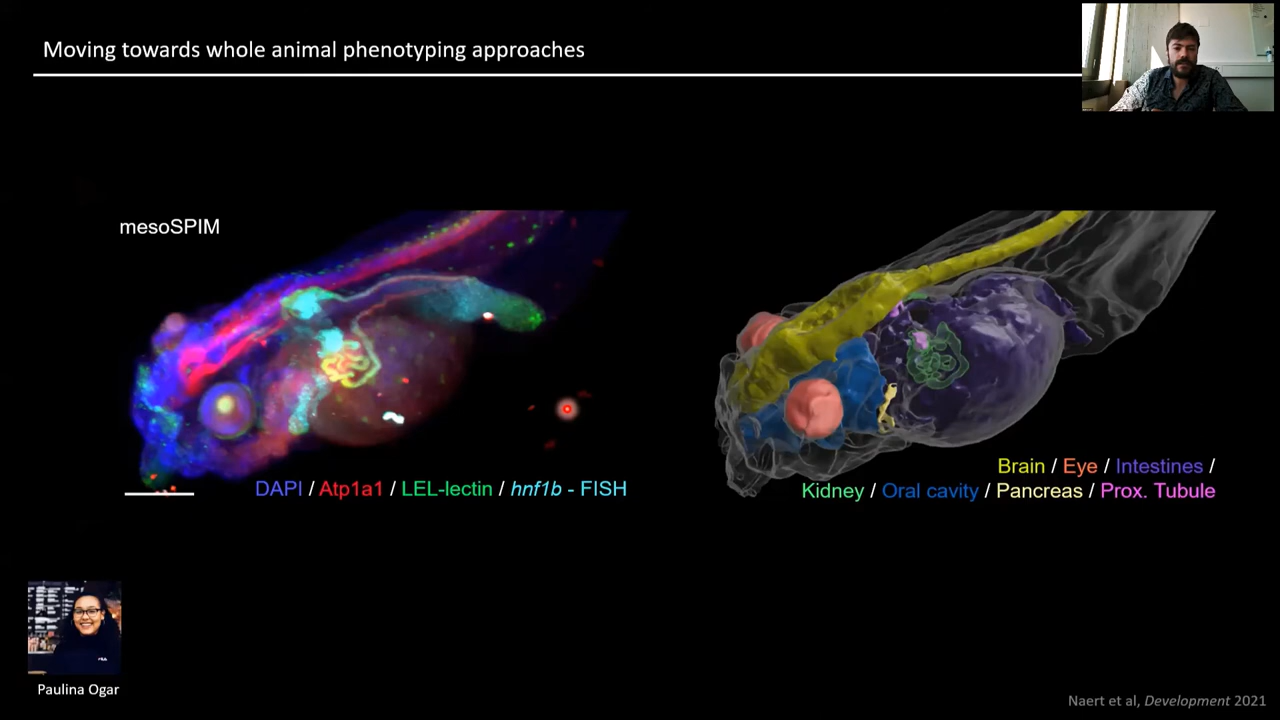 Moving towards whole animal phenotyping approaches
mesoSPIM
DAPI / Atp1a1 / LEL-lectin / hnf1b - FISH
Brain / Eye / Intestines /
Kidney / Oral cavity / Pancreas / Prox. Tubule
Paulina Ogar
Naert et al, Development 2021